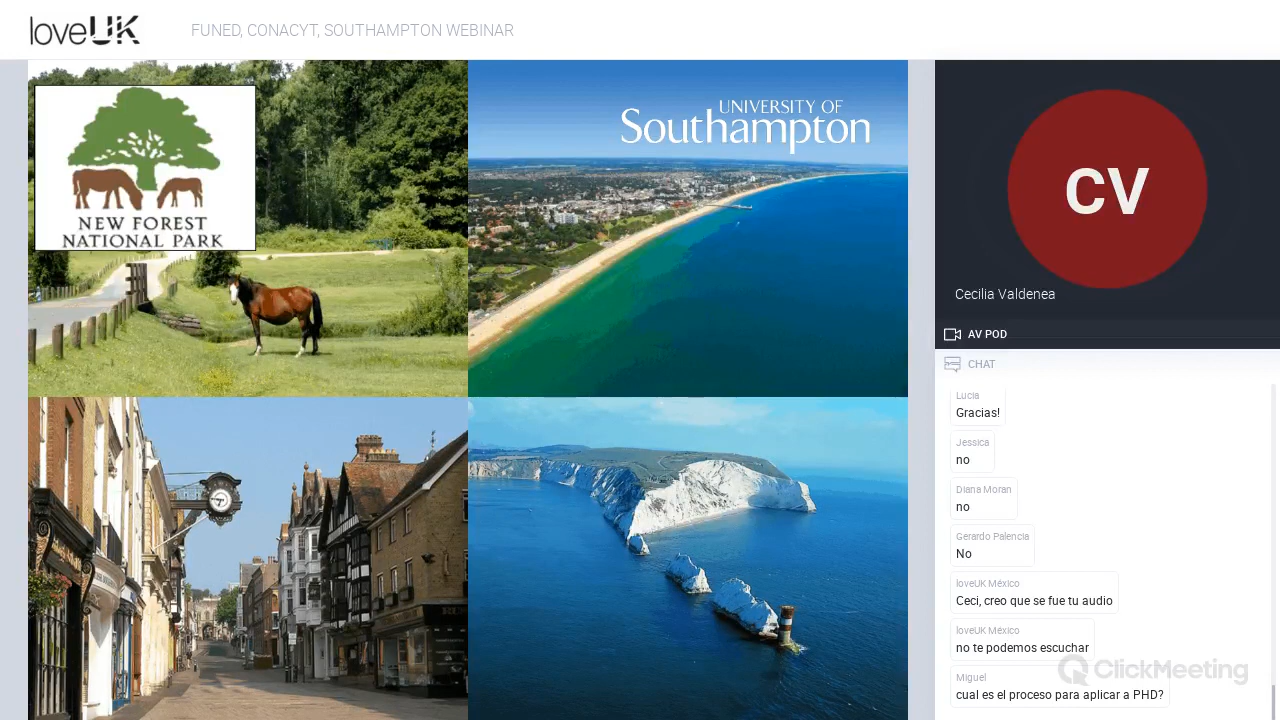 loveUK
FUNED, CONACYT, SOUTHAMPTON WEBINAR
NEW FOREST
NATIONAL PARK
UNIVERSITY OF
Southampton
CV
Cecilia Valdenea
AV POD
CHAT
Lucia
Gracias!
Jessica
no
Diana Moran
no
Gerardo Palencia
No
loveUK México
Ceci, creo que se fue tu audio
loveUK México
no te podemos escuchar
ClickMeeting
Miguel
cual es el proceso para aplicar a PHD?